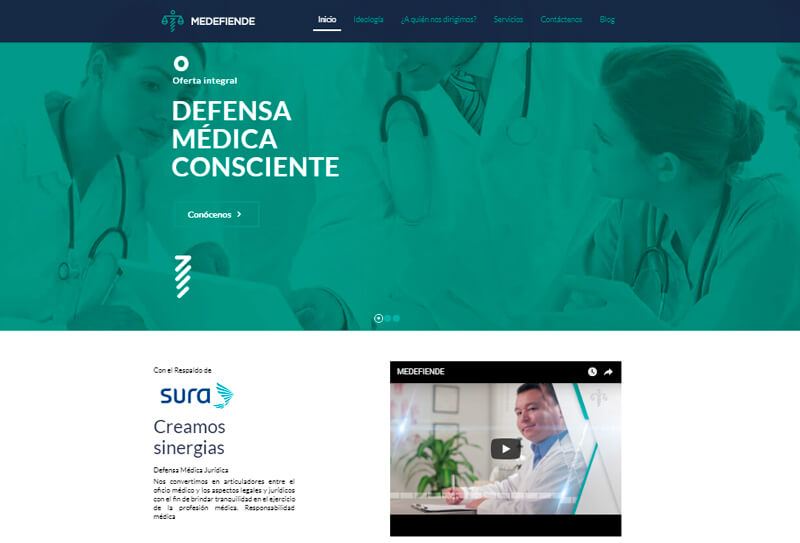 MEDEFIENDE
Inicio
Ideología
¿A quién nos dirigimos?
Servicios
Contáctenos
Blog
Oferta integral
DEFENSA
MÉDICA
CONSCIENTE
Conócenos
Con el Respaldo de
sura
Creamos
sinergias
Defensa Médica Jurídica
Nos convertimos en articuladores entre el
oficio médico y los aspectos legales y jurídicos
con el fin de brindar tranquilidad en el ejercicio
de la profesión médica. Responsabilidad
médica
MEDEFIENDE